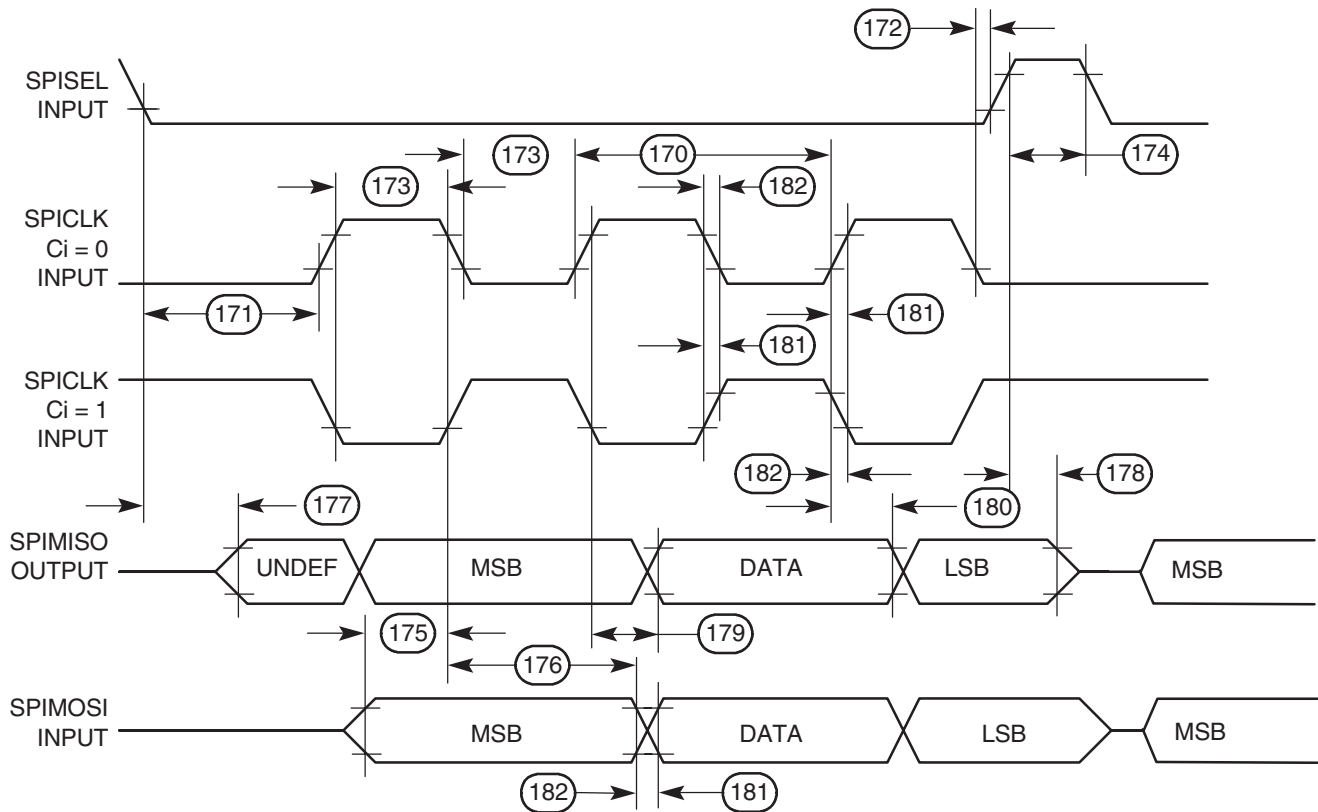 172
SPISEL
INPUT
173
170
174
173
182
SPICLK
Ci = 0
INPUT
171
181
181
SPICLK
Ci = 1
INPUT
182
178
177
180
SPIMISO
OUTPUT
UNDEF
MSB
DATA
LSB
MSB
175
179
176
SPIMOSI
INPUT
MSB
DATA
LSB
MSB
182
181